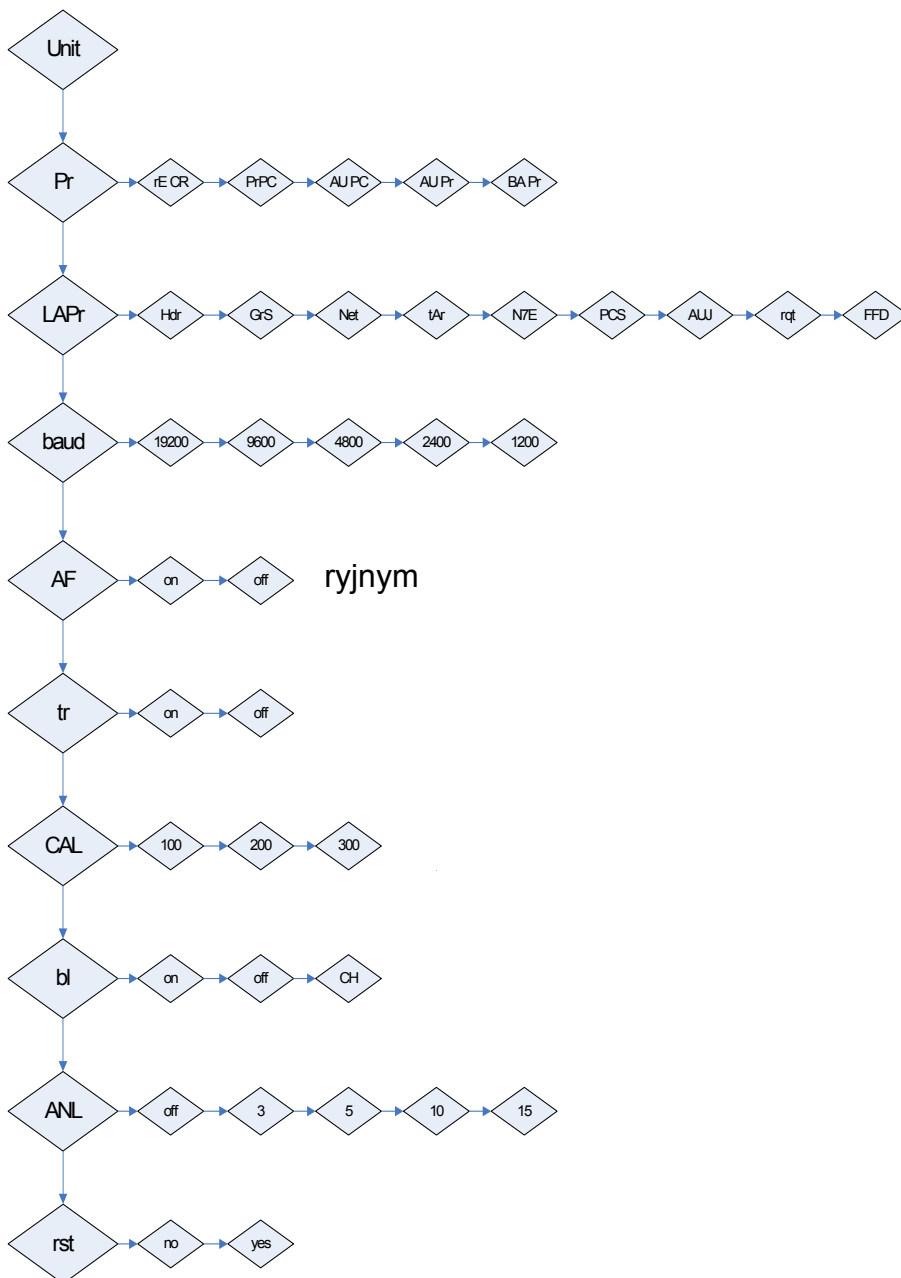 Unit
Pr rE CR PrPC AU PC AU Pr BA Pr
LAPr Hdr GrS Net tAr N7E PCS AUJ rqt FFD
baud 19200 9600 4800 2400 1200
AF on off ryjnym
tr on off
CAL 100 200 300
bl on off CH
ANL off 3 5 10 15
rst no yes